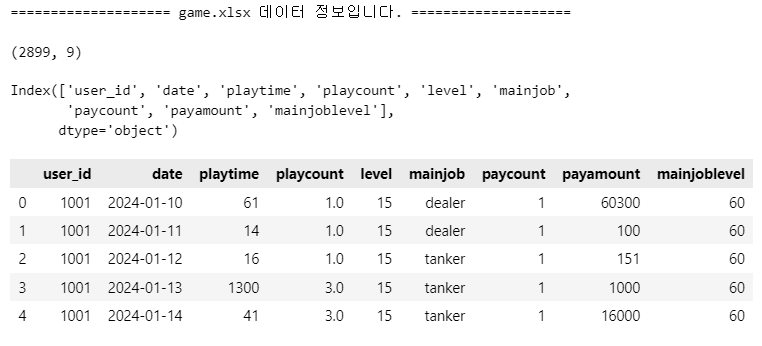 ==================== game.xlsx 데이터 정보입니다. ====================
(2899, 9)
Index(['user_id', 'date', 'playtime', 'playcount', 'level', 'mainjob',
'paycount', 'payamount', 'mainjoblevel'],
dtype='object')
user_id date playtime playcount level mainjob paycount payamount mainjoblevel
0 1001 2024-01-10 61 1.0 15 dealer 1 60300 60
1 1001 2024-01-11 14 1.0 15 dealer 1 100 60
2 1001 2024-01-12 16 1.0 15 tanker 1 151 60
3 1001 2024-01-13 1300 3.0 15 tanker 1 1000 60
4 1001 2024-01-14 41 3.0 15 tanker 1 16000 60